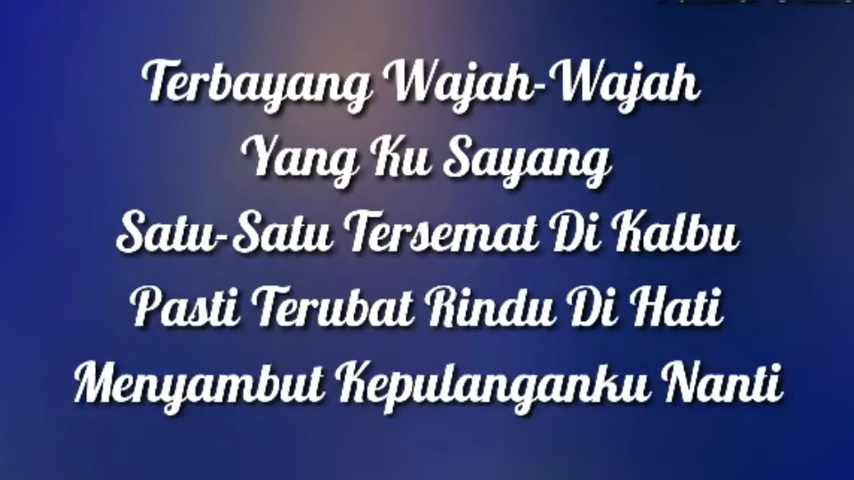 Terbayang Wajah-Wajah
Yang Ku Sayang
Satu-Satu Tersemat Di Kalbu
Pasti Terubat Rindu Di Hati
Menyambut Kepulanganku Nanti